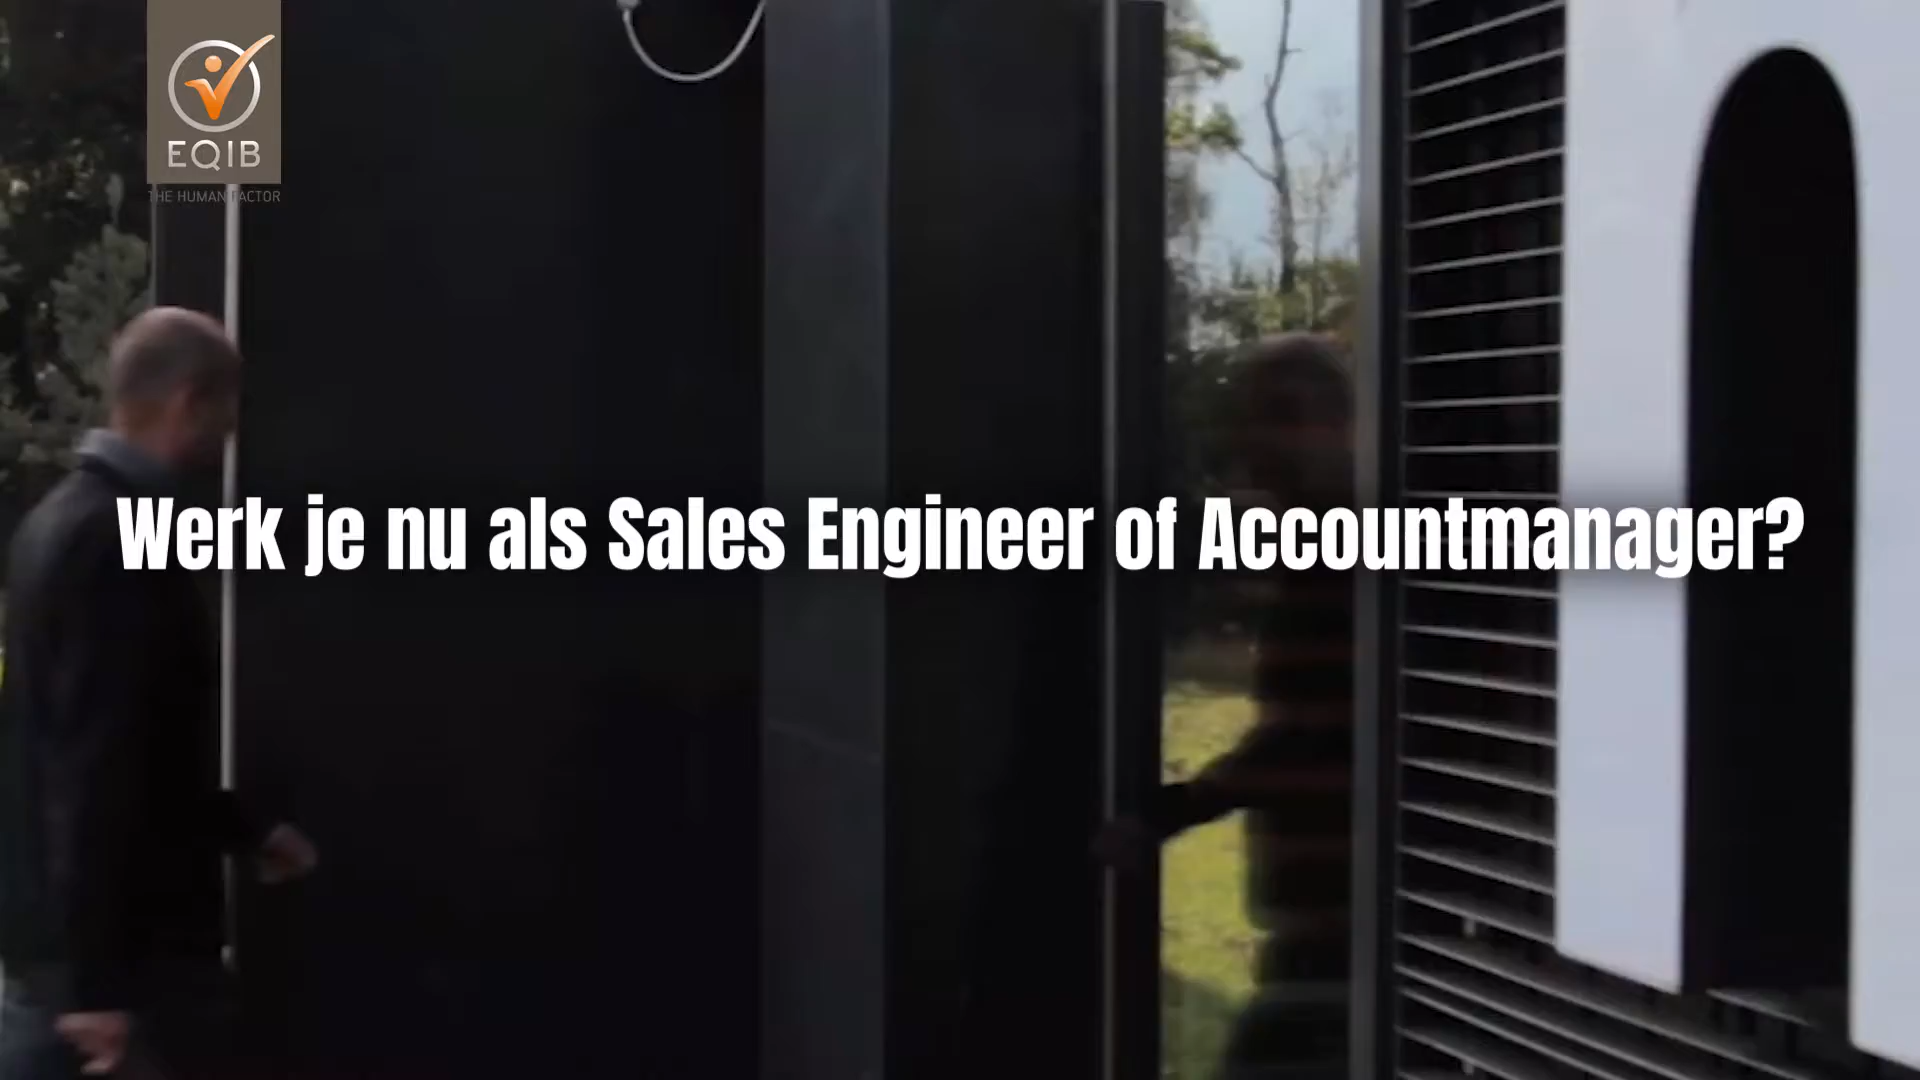 EQIB
THE HUMAN FACTOR
Werk je nu als Sales Engineer of Accountmanager?